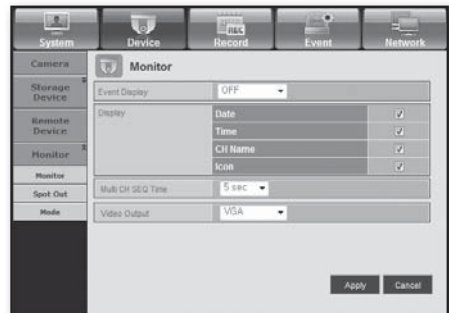 System Device Record Event Network
Camera
Storage Device
Remote Device
Monitor
Monitor
Spot Out
Mode
Monitor
Event Display OFF
Display Date
Time
CH Name
Icon
Multi CH SEQ Time 5 sec
Video Output VGA
Apply Cancel